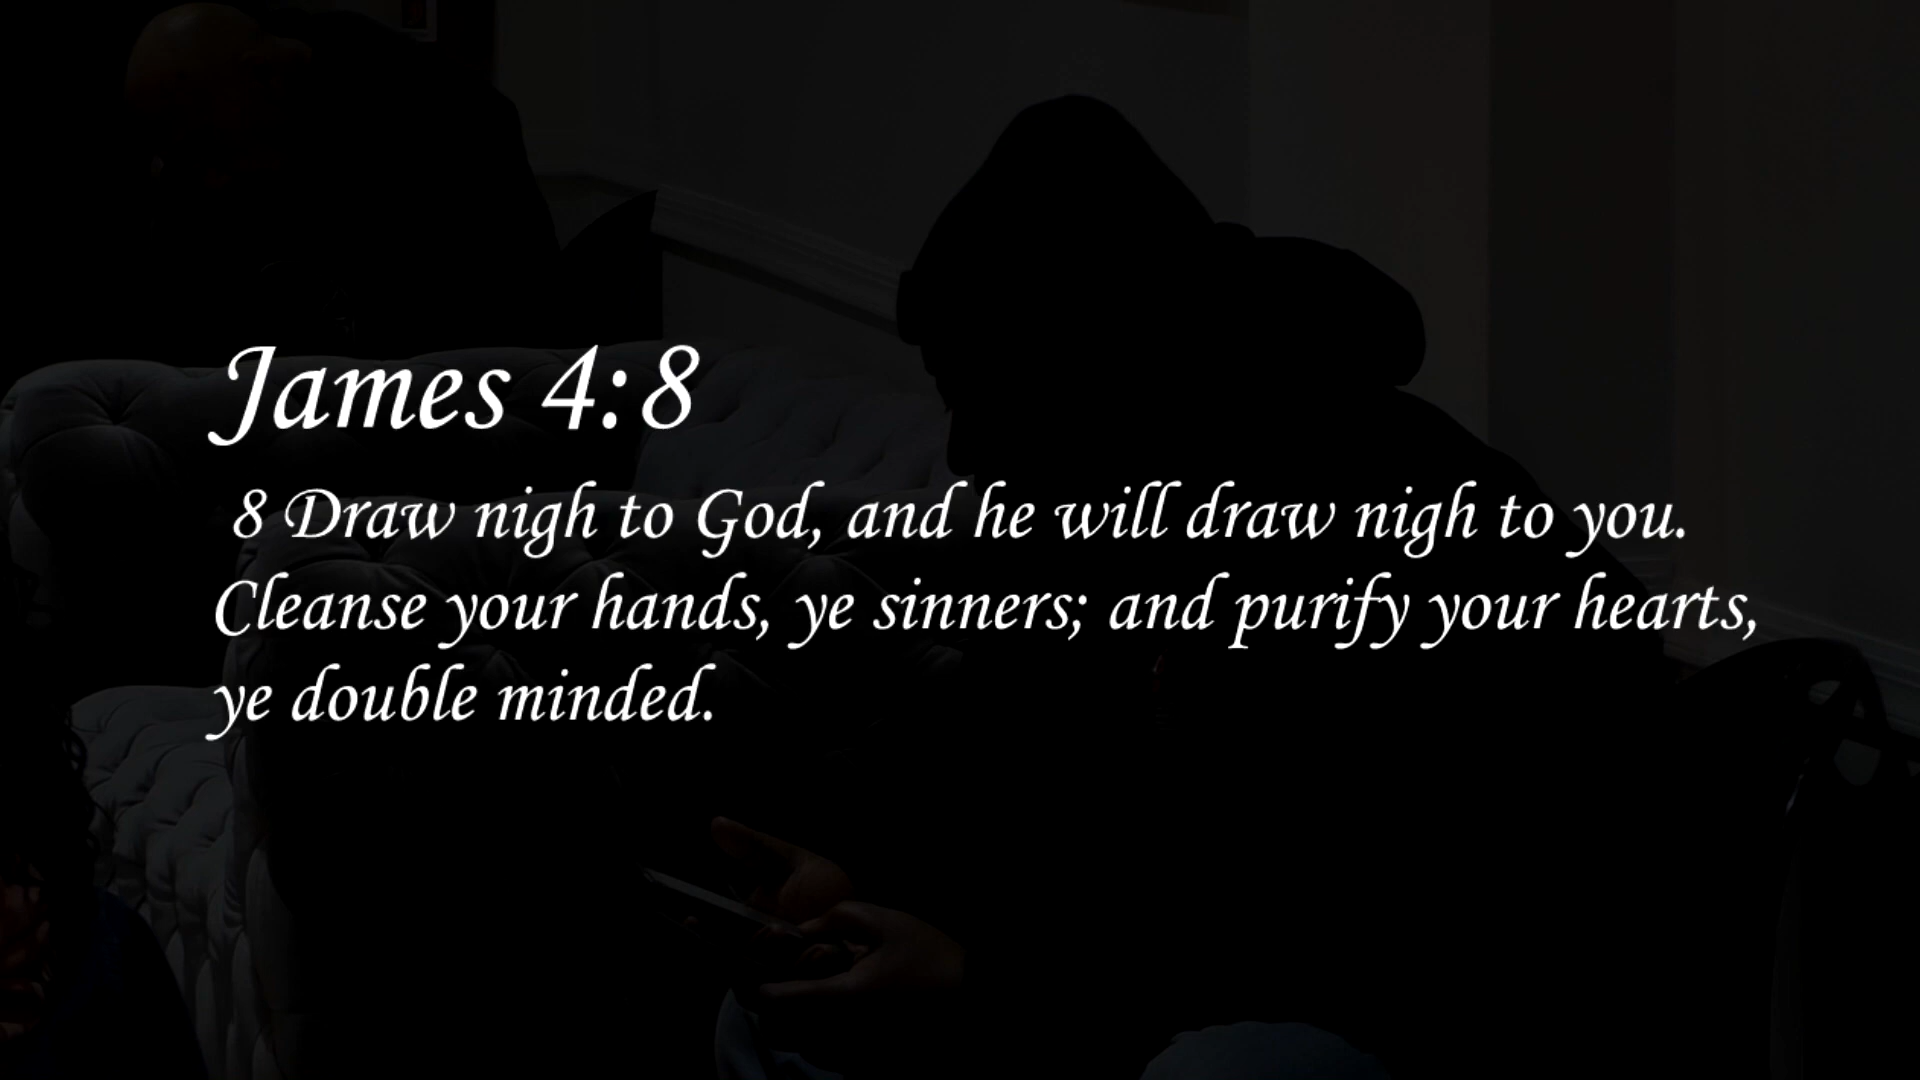 James 4:8
8 Draw nigh to God, and he will draw nigh to you.
Cleanse your hands, ye sinners; and purify your hearts,
ye double minded.